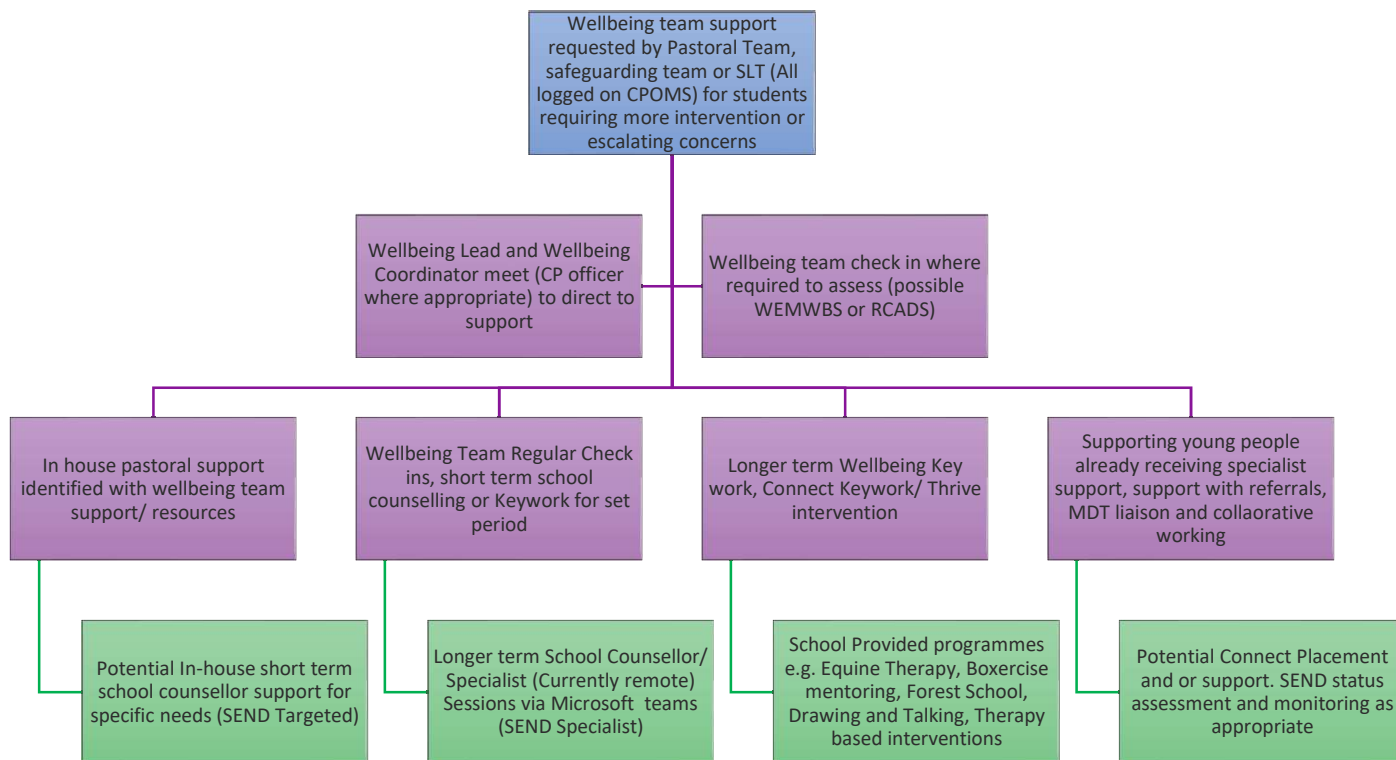 Wellbeing team support
requested by Pastoral Team,
safeguarding team or SLT (All
logged on CPOMS) for students
requiring more intervention or
escalating concerns
Wellbeing Lead and Wellbeing
Coordinator meet (CP officer
where appropriate) to direct to
support
Wellbeing team check in where
required to assess (possible
WEMWBS or RCADS)
In house pastoral support
identified with wellbeing team
support/ resources
Wellbeing Team Regular Check
ins, short term school
counselling or Keywork for set
period
Longer term Wellbeing Key
work, Connect Keywork/ Thrive
intervention
Supporting young people
already receiving specialist
support, support with referrals,
MDT liaison and collaorative
working
Potential In-house short term
school counsellor support for
specific needs (SEND Targeted)
Longer term School Counsellor/
Specialist (Currently remote)
Sessions via Microsoft teams
(SEND Specialist)
School Provided programmes
e.g. Equine Therapy, Boxercise
mentoring, Forest School,
Drawing and Talking, Therapy
based interventions
Potential Connect Placement
and or support. SEND status
assessment and monitoring as
appropriate